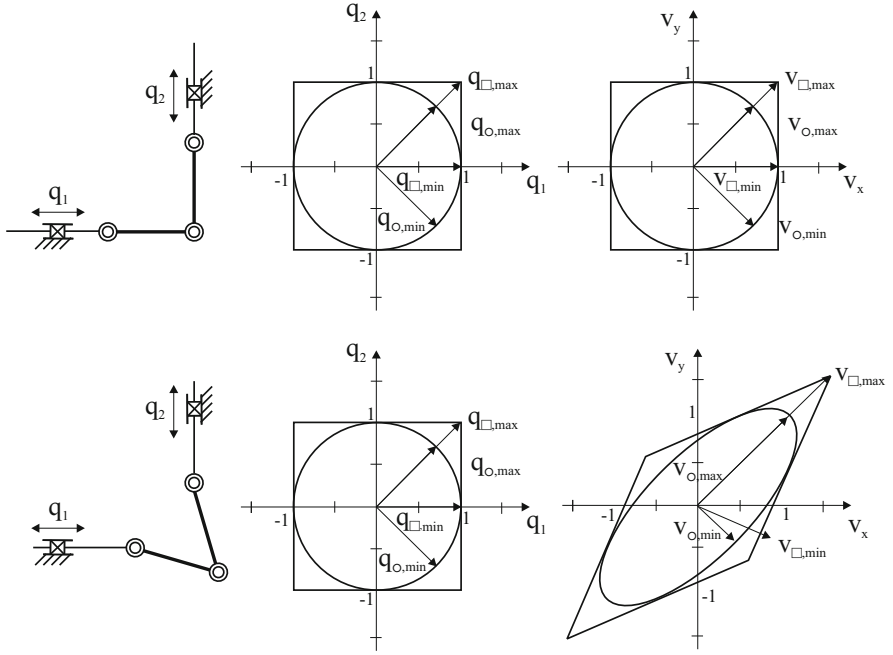 q₂
q₁
q₂
1
q□,max
q○,max
-1
q□,min
1
q₁
q○,min
-1
v_y
1
v□,max
v○,max
-1
v□,min
1
vₓ
v○,min
-1
q₂
q₁
q₂
1
q□,max
q○,max
-1
q□,min
1
q₁
q○,min
-1
v_y
1
v□,max
v○,max
-1
1
vₓ
v○,min
v□,min
-1